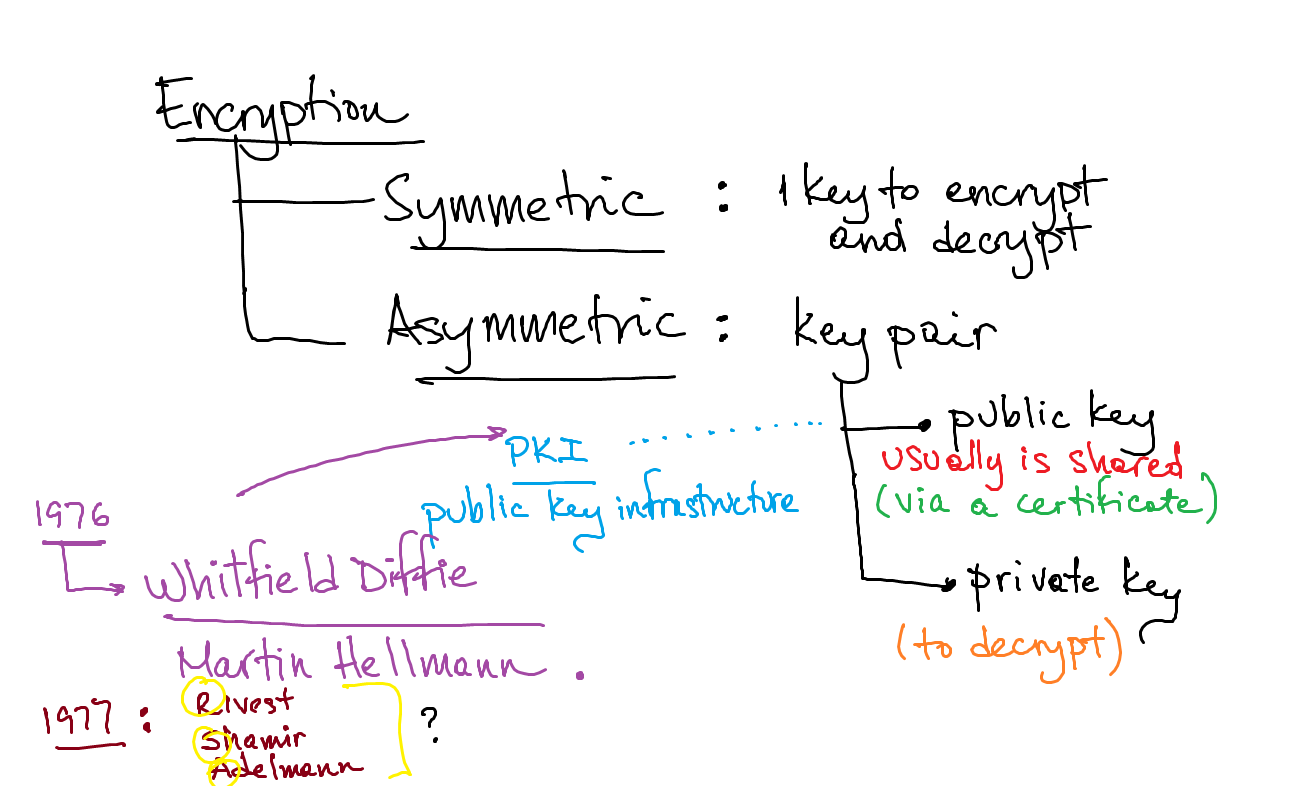 Encryption
Symmetric : 1 key to encrypt
and decrypt
Asymmetric : key pair
public key
usually is shared
(via a certificate)
PKI
public key infrastructure
1976
Whitfield Diffie
Martin Hellmann.
private key
(to decrypt)
1977 : Rivest
Shamir
Adelmann
?